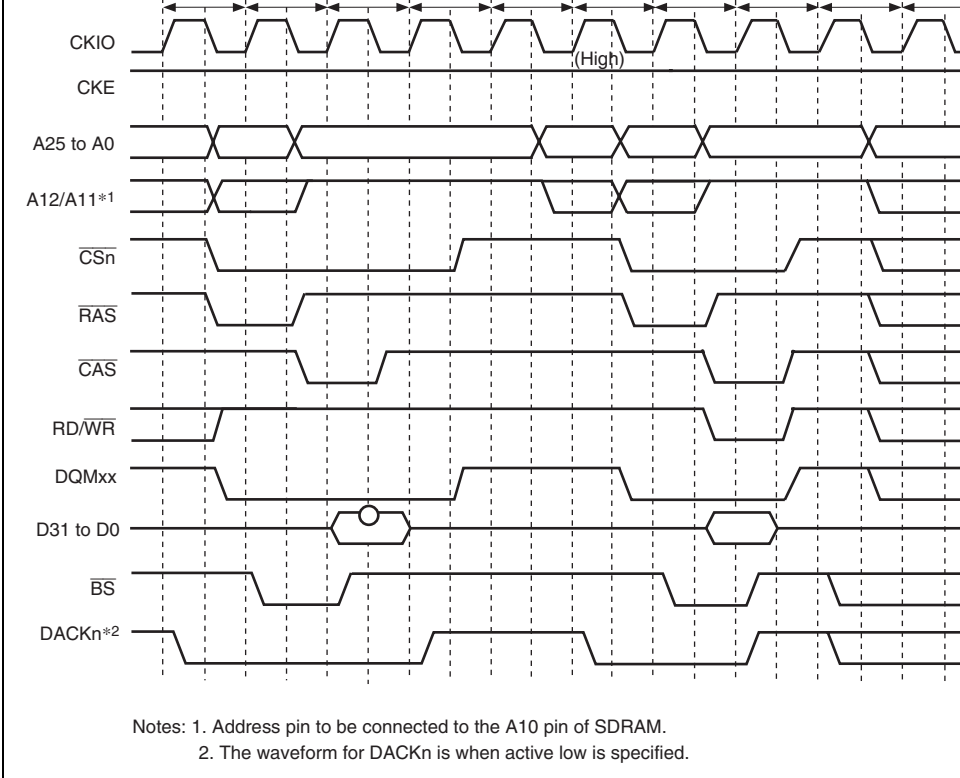 CKIO
(High)
CKE
A25 to A0
A12/A11*1
CSn
RAS
CAS
RD/WR
DQMxx
D31 to D0
BS
DACKn*2
Notes: 1. Address pin to be connected to the A10 pin of SDRAM.
2. The waveform for DACKn is when active low is specified.